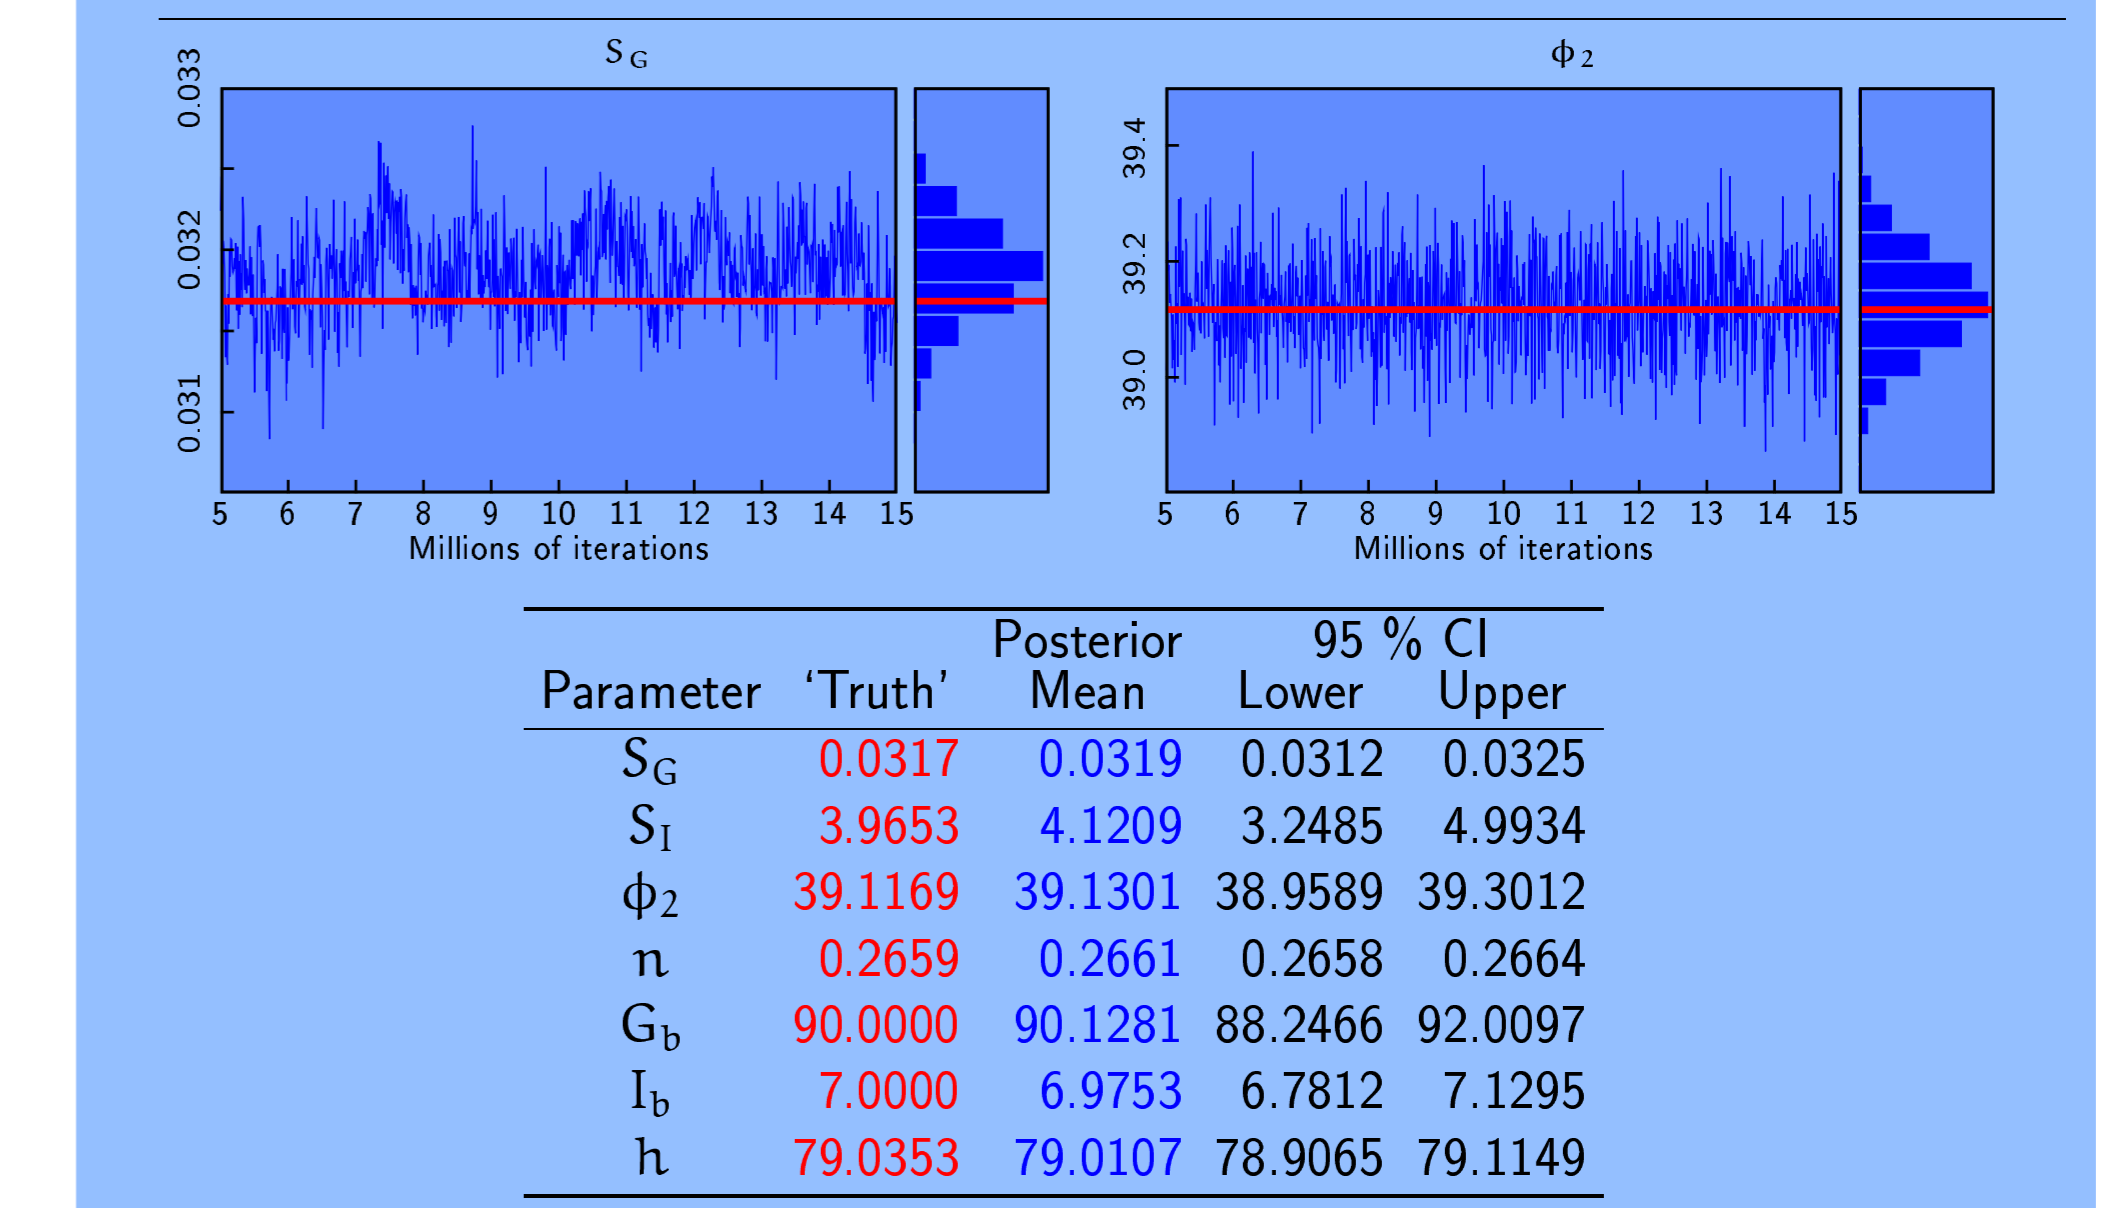 S_G
0.033
0.032
0.031
5 6 7 8 9 10 11 12 13 14 15
Millions of iterations
ϕ_2
39.4
39.2
39.0
5 6 7 8 9 10 11 12 13 14 15
Millions of iterations
Posterior 95 % CI
Parameter ‘Truth’ Mean Lower Upper
S_G 0.0317 0.0319 0.0312 0.0325
S_I 3.9653 4.1209 3.2485 4.9934
ϕ_2 39.1169 39.1301 38.9589 39.3012
n 0.2659 0.2661 0.2658 0.2664
G_b 90.0000 90.1281 88.2466 92.0097
I_b 7.0000 6.9753 6.7812 7.1295
h 79.0353 79.0107 78.9065 79.1149